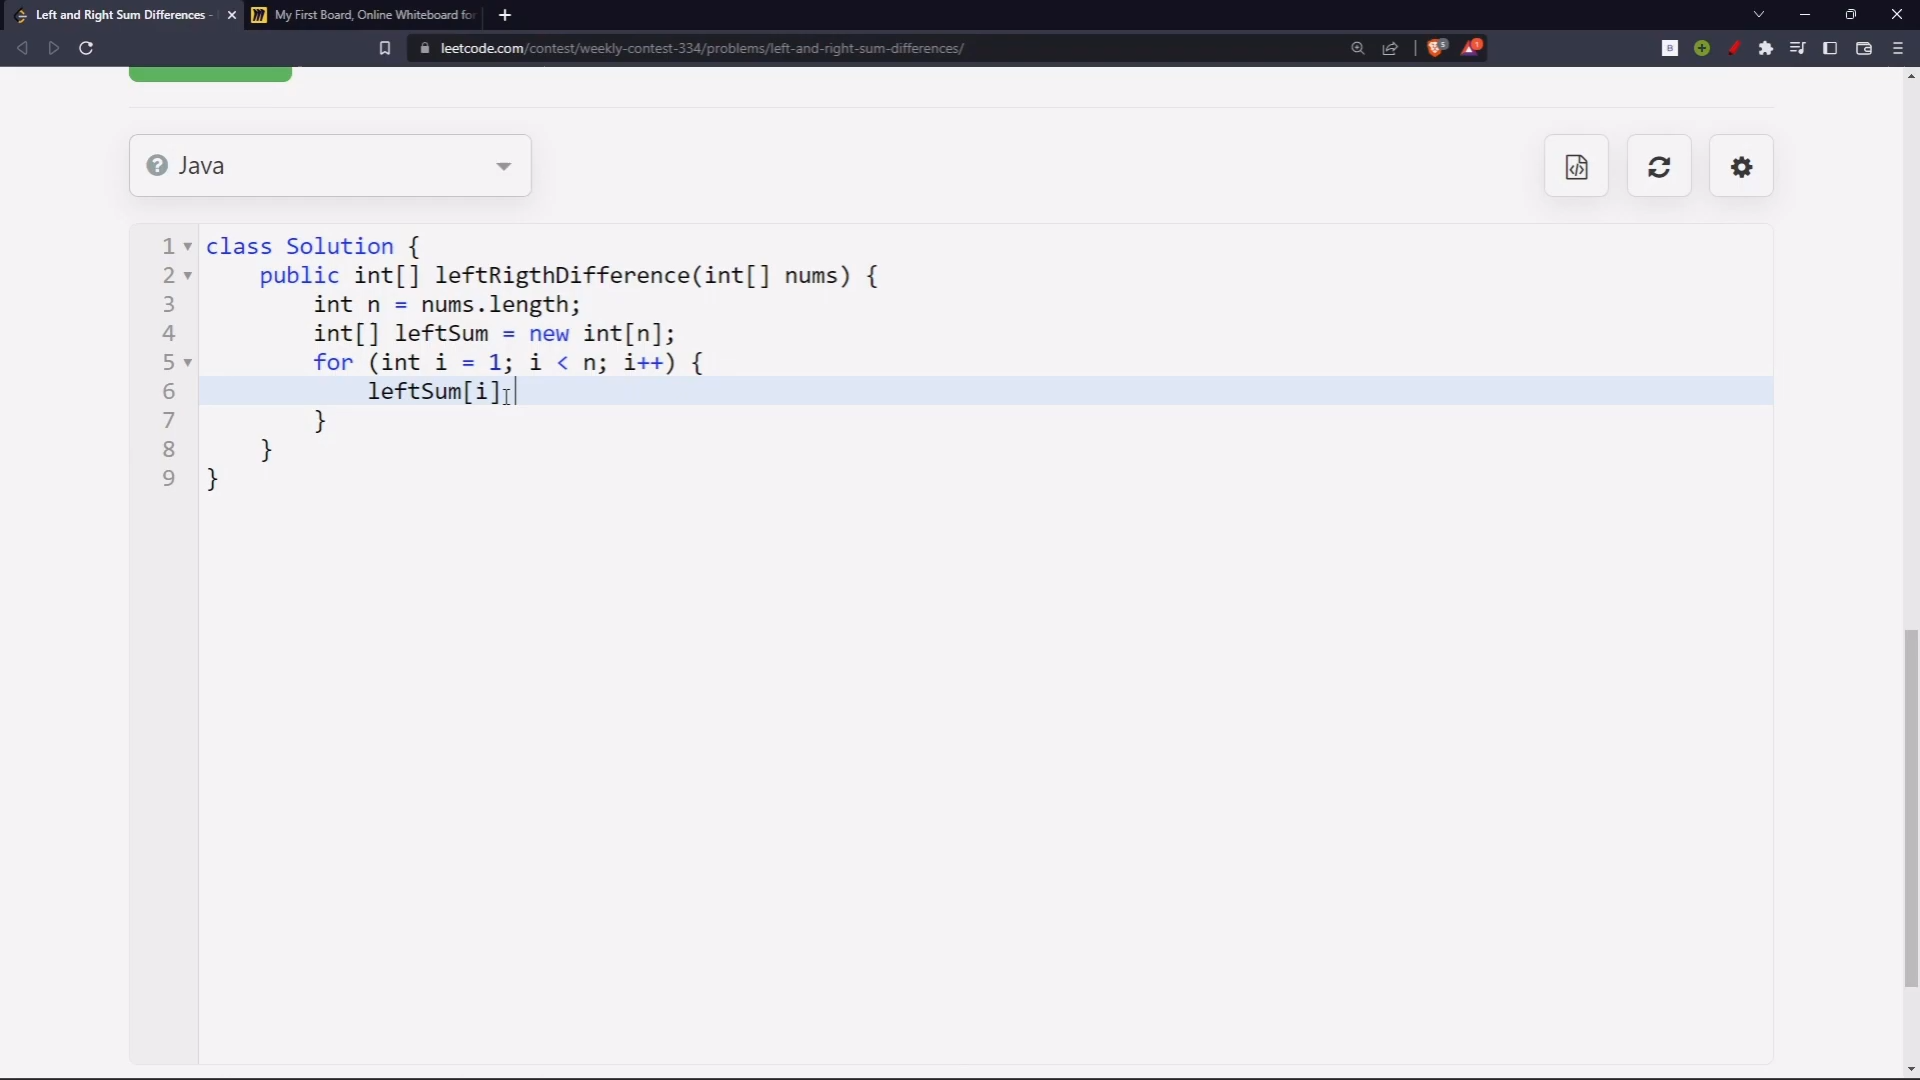 Left and Right Sum Differences -
My First Board, Online Whiteboard for
leetcode.com/contest/weekly-contest-334/problems/left-and-right-sum-differences/
Java
1 class Solution {
2 public int[] leftRigthDifference(int[] nums) {
3 int n = nums.length;
4 int[] leftSum = new int[n];
5 for (int i = 1; i < n; i++) {
6 leftSum[i]
7 }
8 }
9 }